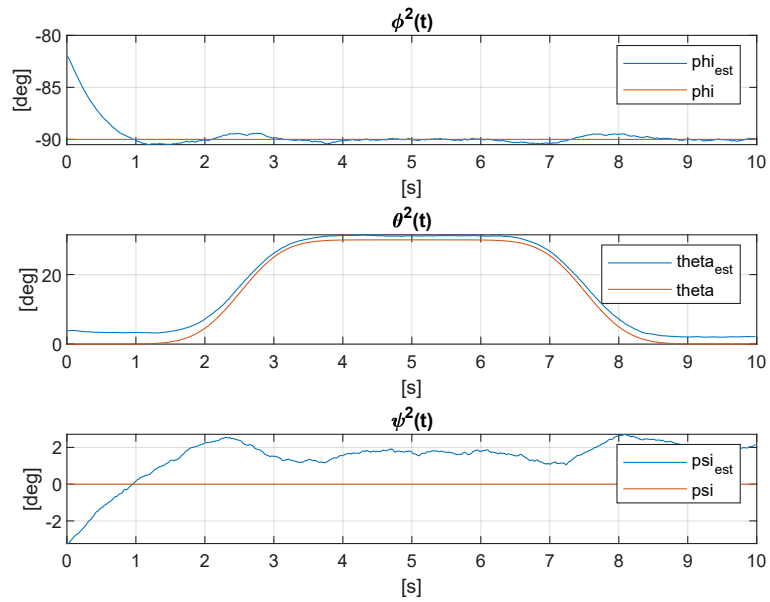 ϕ²(t)
-80
-85
-90
[deg]
phi_est
phi
0 1 2 3 4 5 6 7 8 9 10
[s]
θ²(t)
20
0
[deg]
theta_est
theta
0 1 2 3 4 5 6 7 8 9 10
[s]
ψ²(t)
2
0
-2
[deg]
psi_est
psi
0 1 2 3 4 5 6 7 8 9 10
[s]